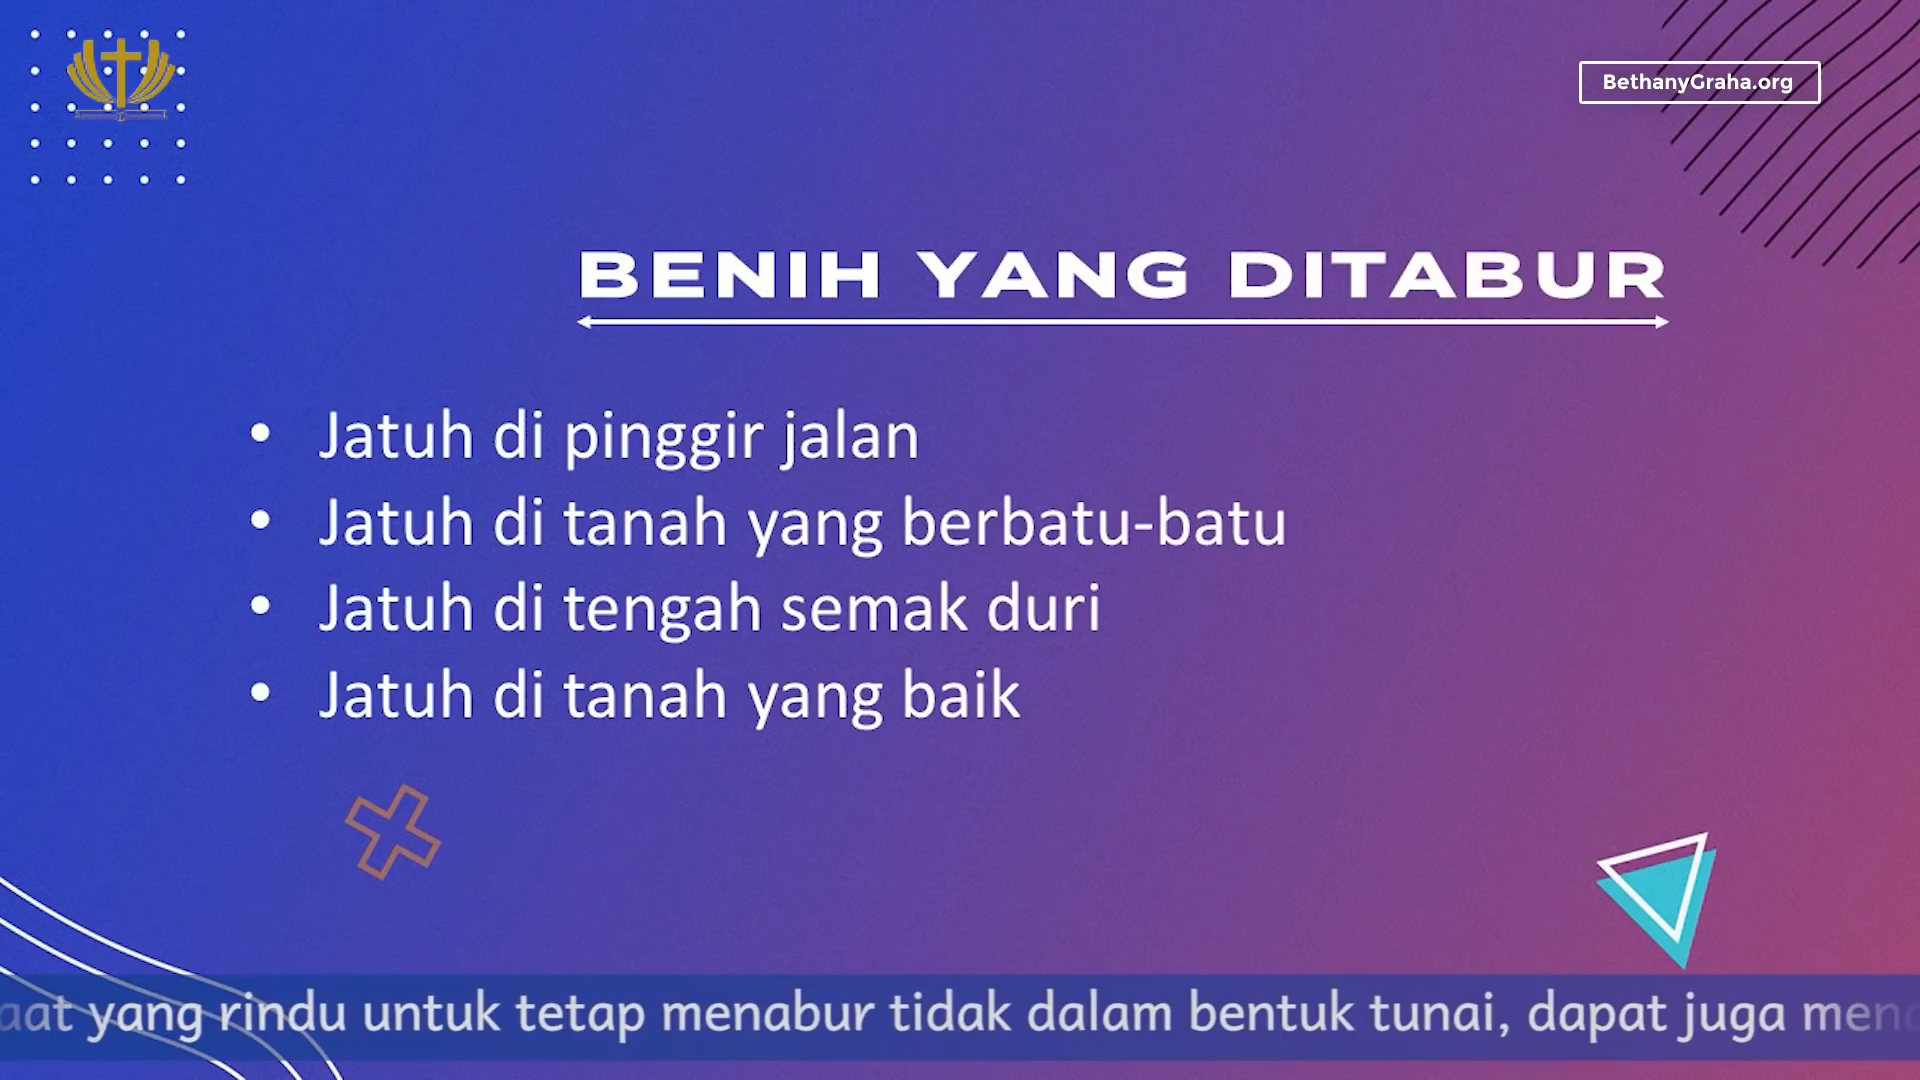 BethanyGraha.org
BENIH YANG DITABUR
• Jatuh di pinggir jalan
• Jatuh di tanah yang berbatu-batu
• Jatuh di tengah semak duri
• Jatuh di tanah yang baik
yang rindu untuk tetap menabur tidak dalam bentuk tunai, dapat juga